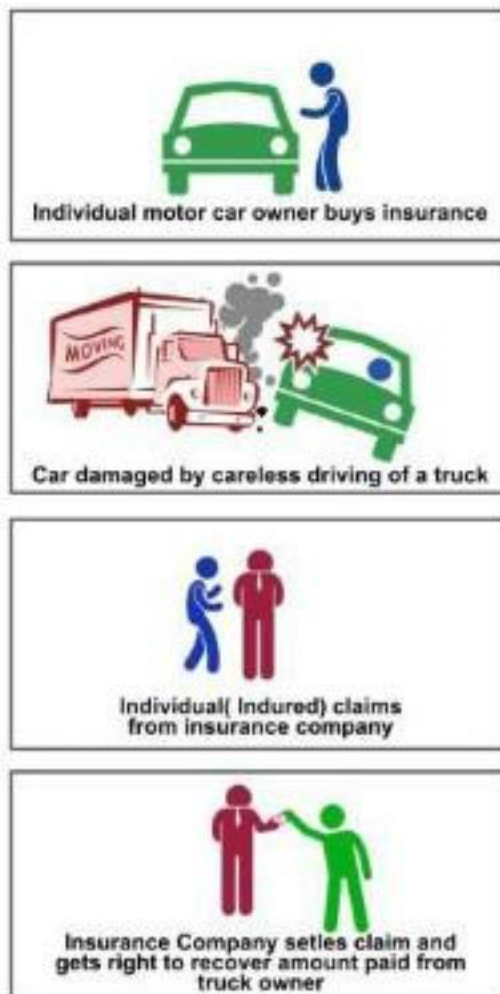 Individual motor car owner buys insurance
MOVING
Car damaged by careless driving of a truck
Individual( Indured) claims
from insurance company
Insurance Company setles claim and
gets right to recover amount paid from
truck owner